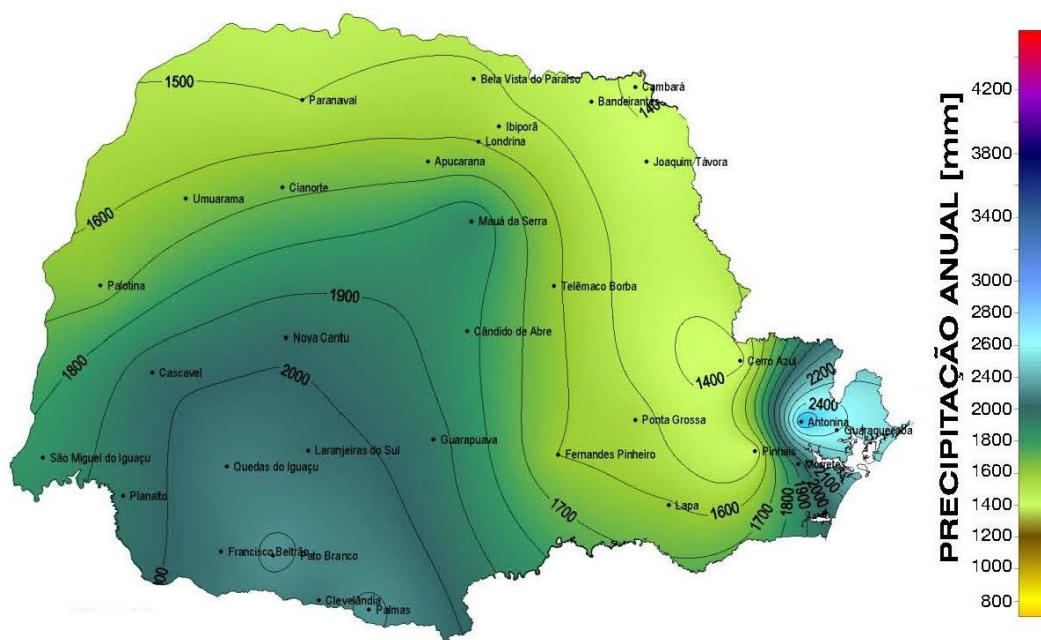 1500
Paranavaí
Bela Vista do Paraíso
Cambará
Bandeirantes
Ibiporã
Londrina
Apucarana
Joaquim Távora
Umuarama
Cianorte
1600
Mauá da Serra
Palotina
Telêmaco Borba
1900
Nova Cantu
Cândido de Abre
1800
Cascavel
2000
1400
Cerro Azul
2200
2400
Antonina
Guaraqueçaba
Ponta Grossa
Guarapuava
Laranjeiras do Sul
São Miguel do Iguaçu
Quedas do Iguaçu
Fernandes Pinheiro
Pinhais
Morretes
Planalto
Lapa
1600
1700
1700
1800
1900
2000
2100
Francisco Beltrão
Pato Branco
Clevelândia
Palmas
PRECIPITAÇÃO ANUAL [mm]
4200
3800
3400
3000
2800
2600
2400
2000
1800
1600
1400
1200
800